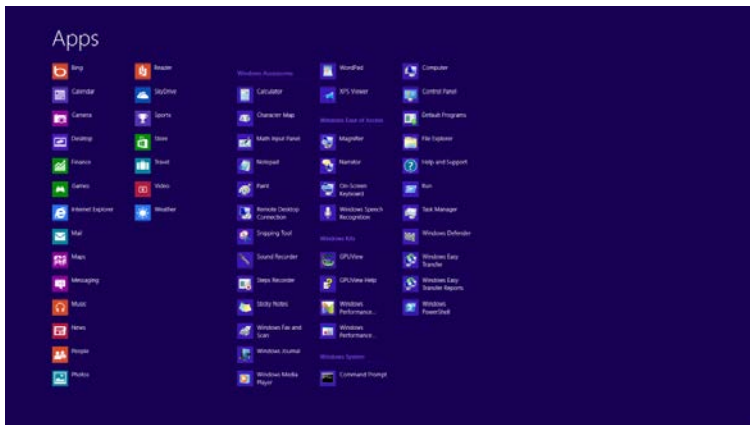 Apps
Bing
Calendar
Camera
Desktop
Finance
Games
Internet Explorer
Mail
Maps
Messaging
Music
News
People
Photos
Reader
SkyDrive
Sports
Store
Travel
Video
Weather
Windows Accessories
Calculator
Character Map
Math Input Panel
Notepad
Paint
Remote Desktop
Connection
Snipping Tool
Sound Recorder
Steps Recorder
Sticky Notes
Windows Fax and
Scan
Windows Journal
Windows Media
Player
WordPad
XPS Viewer
Windows Ease of Access
Magnifier
Narrator
On-Screen
Keyboard
Windows Speech
Recognition
Windows Kits
GPUView
GPUView Help
Windows
Performance...
Windows
Performance...
Windows System
Command Prompt
Computer
Control Panel
Default Programs
File Explorer
Help and Support
Run
Task Manager
Windows Defender
Windows Easy
Transfer
Windows Easy
Transfer Reports
Windows
PowerShell